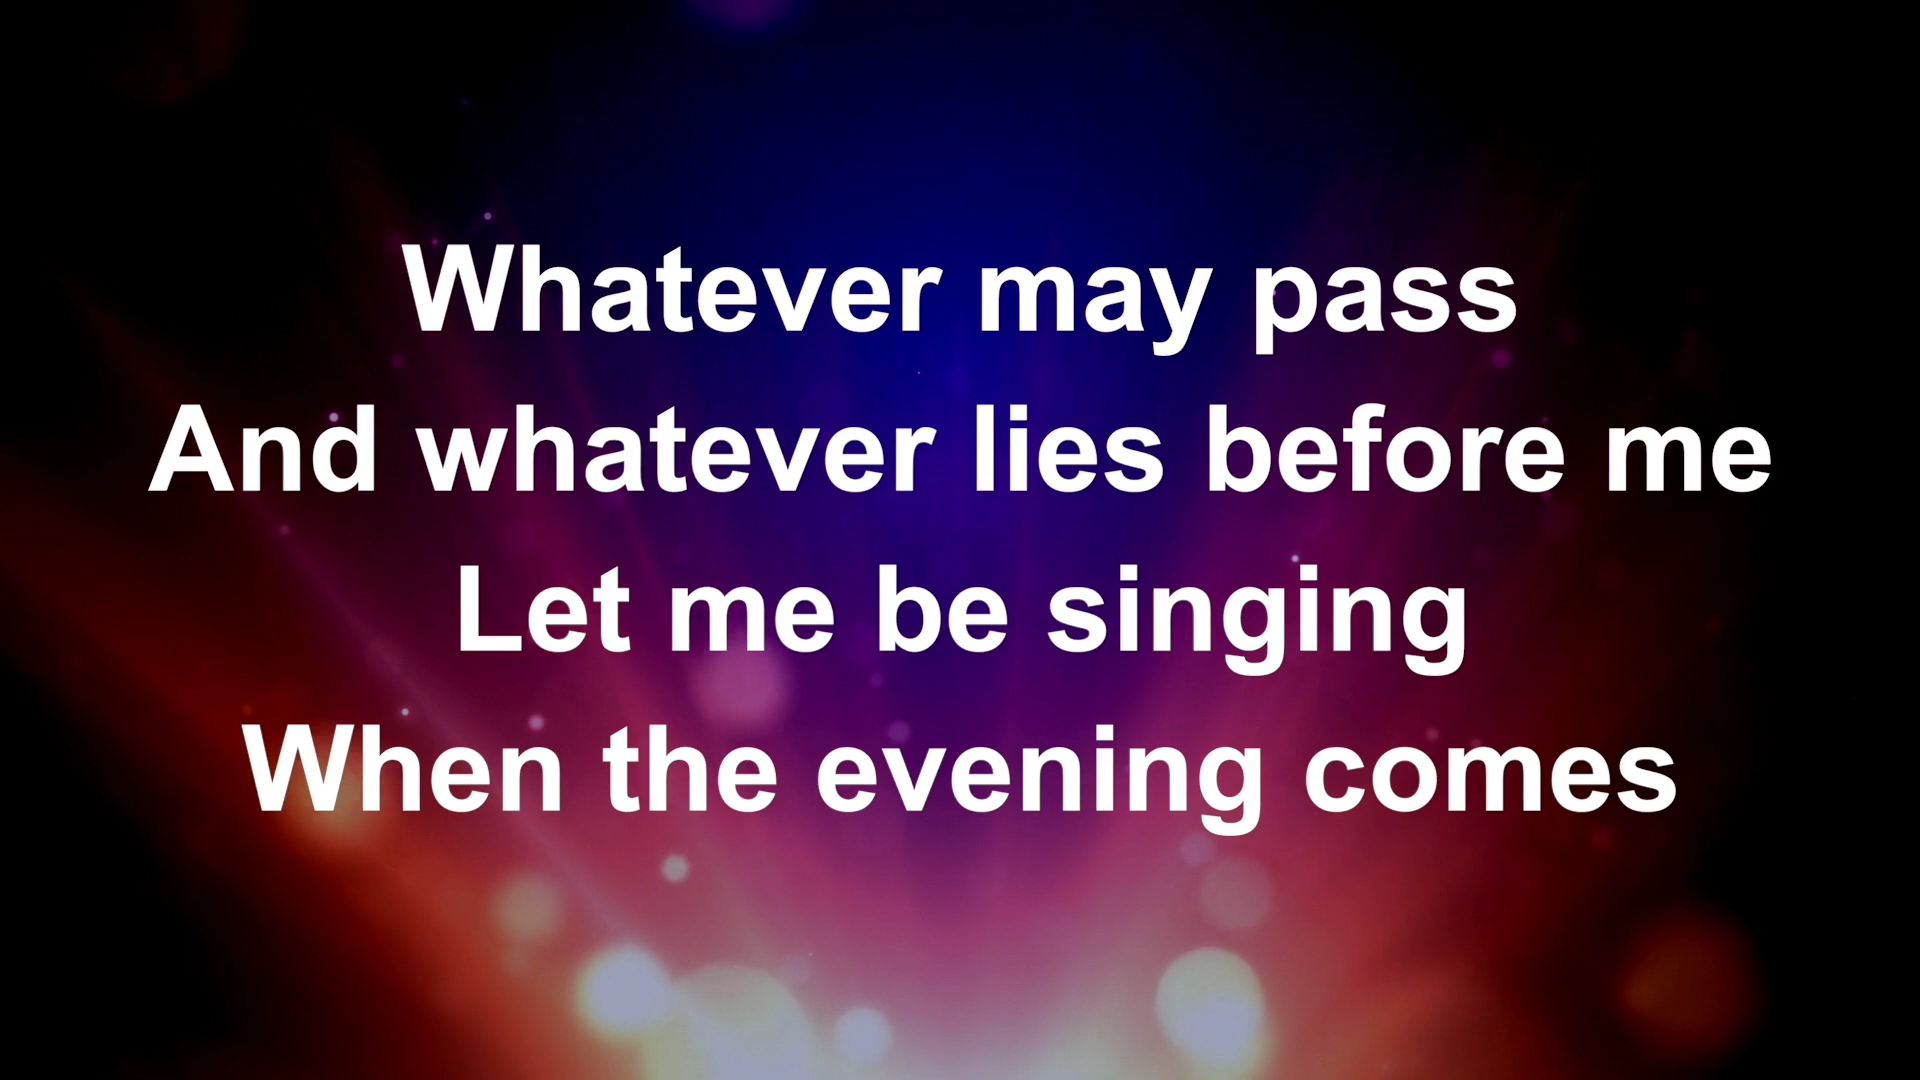 Whatever may pass
And whatever lies before me
Let me be singing
When the evening comes